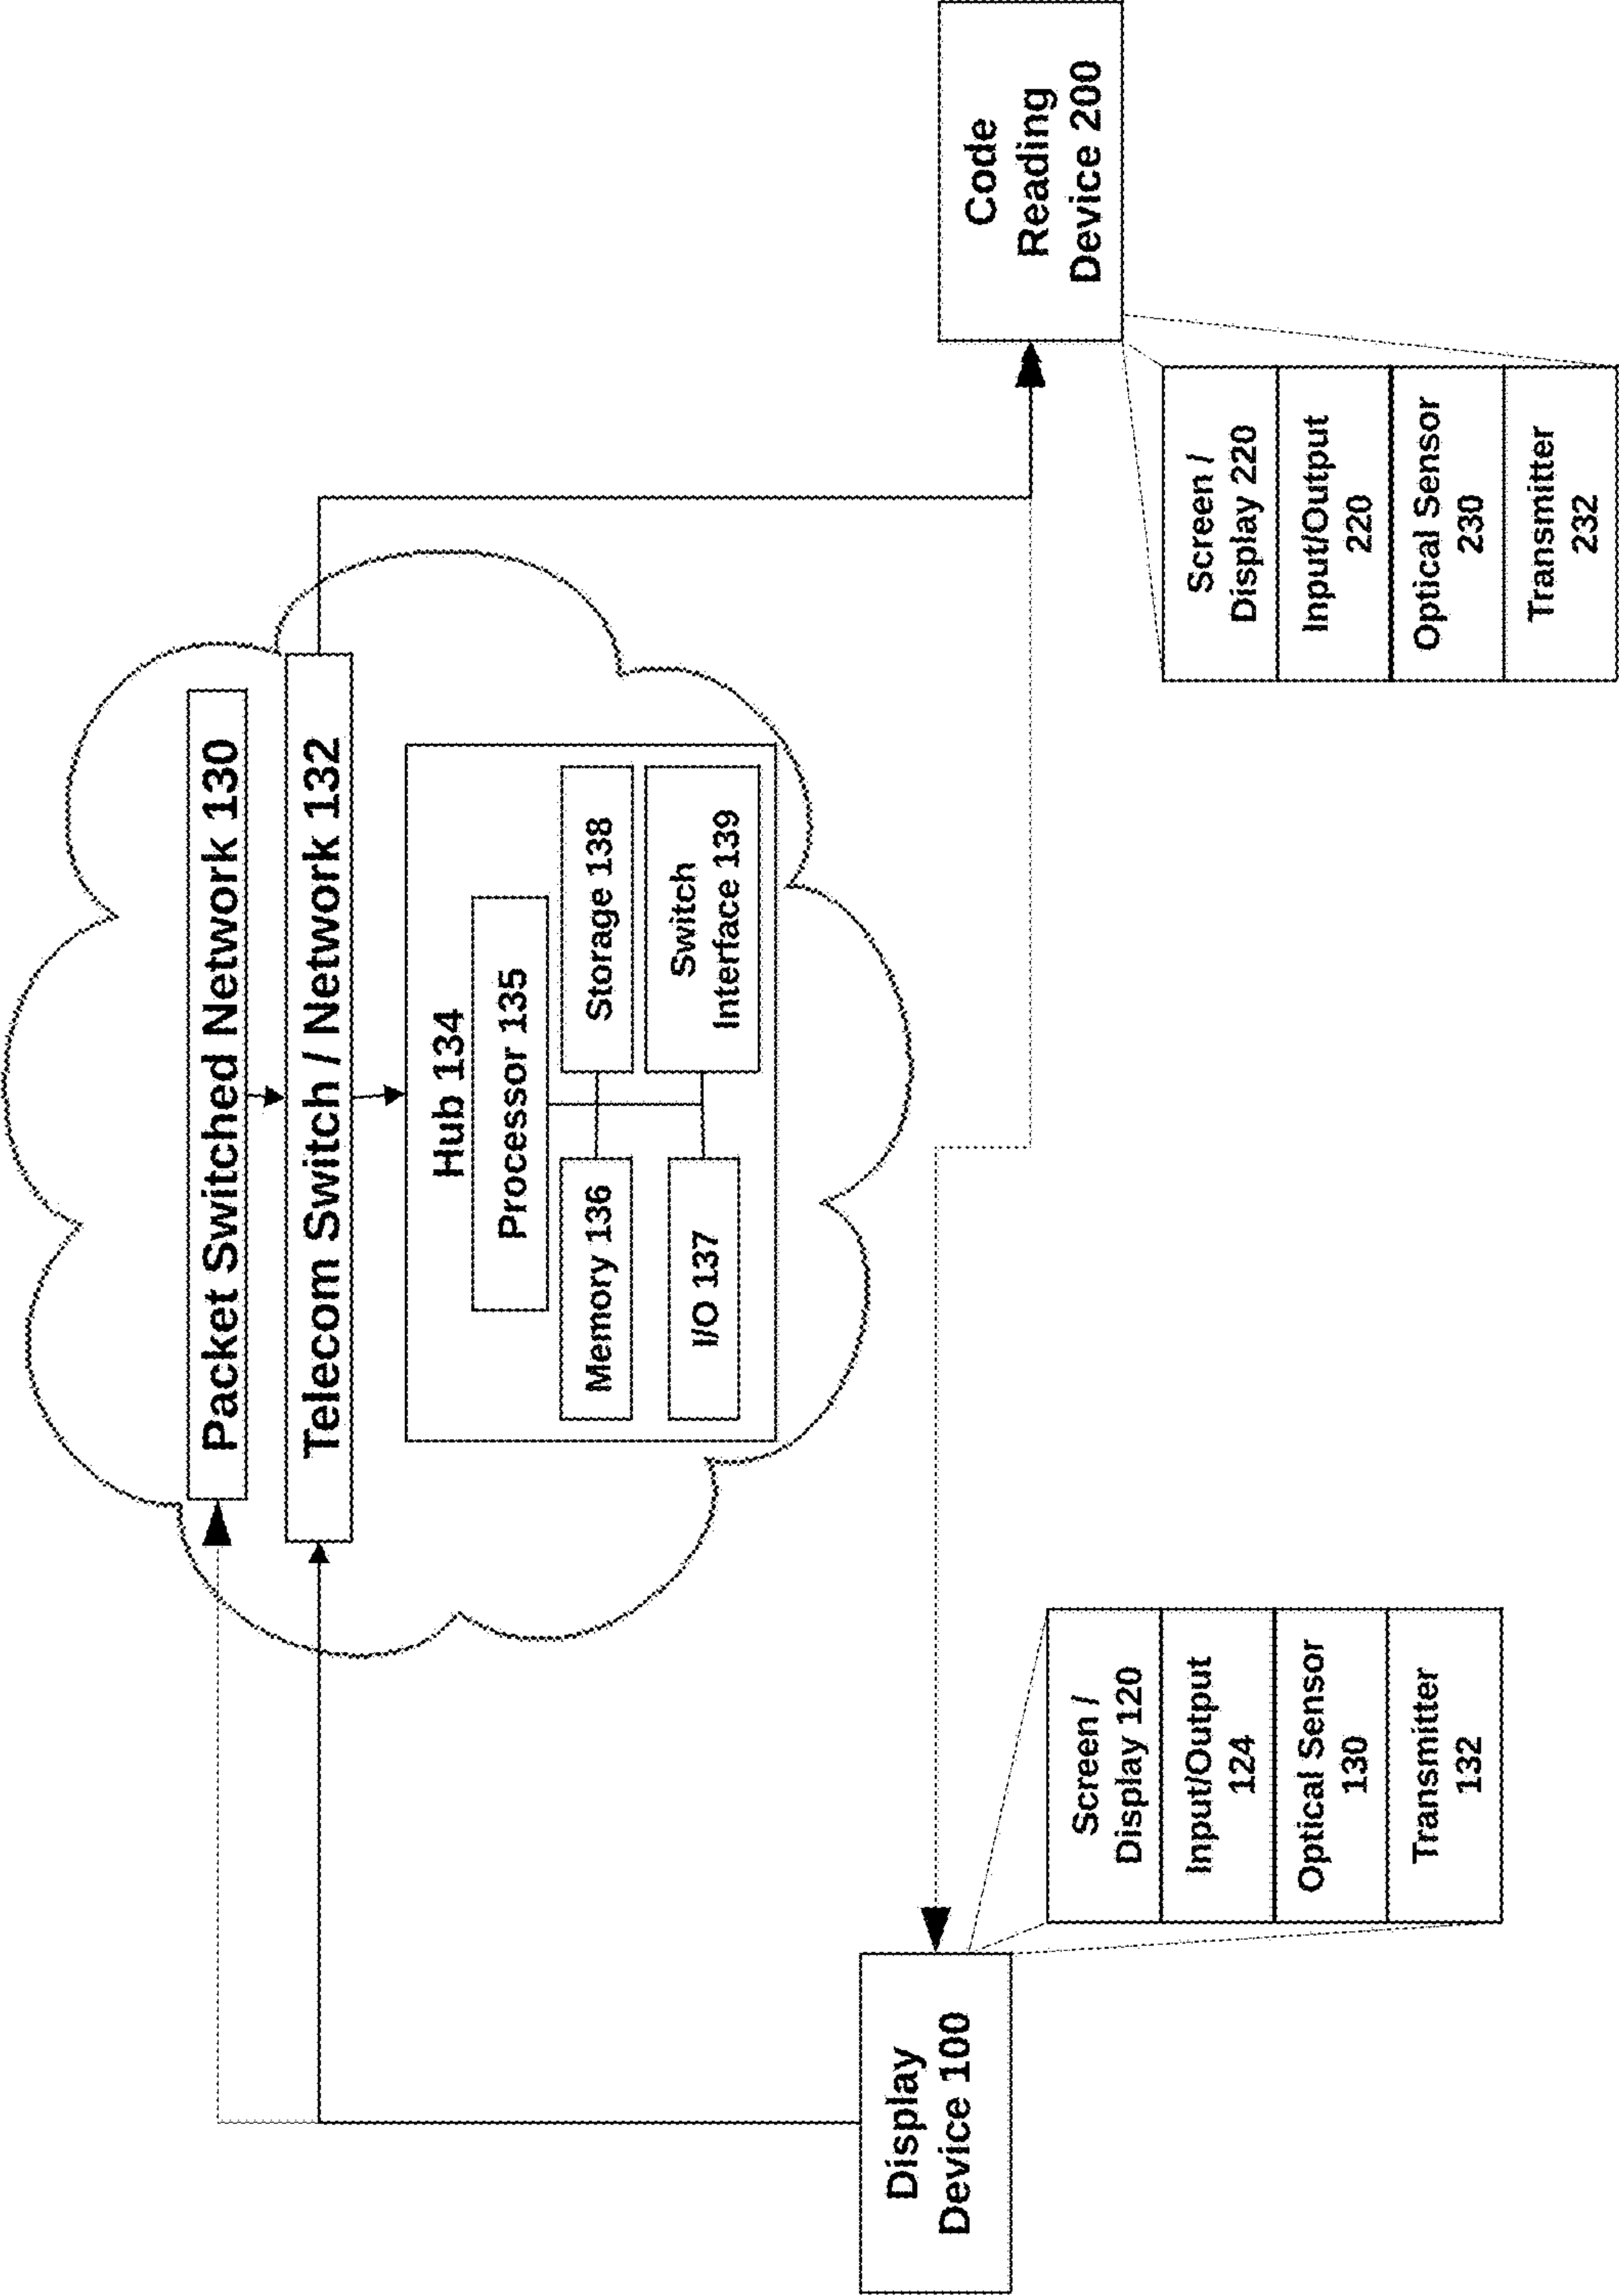 Packet Switched Network 130
Telecom Switch / Network 132
Hub 134
Processor 135
Memory 136
Storage 138
I/O 137
Switch
Interface 139
Display
Device 100
Screen /
Display 120
Input/Output
124
Optical Sensor
130
Transmitter
132
Code
Reading
Device 200
Screen /
Display 220
Input/Output
220
Optical Sensor
230
Transmitter
232